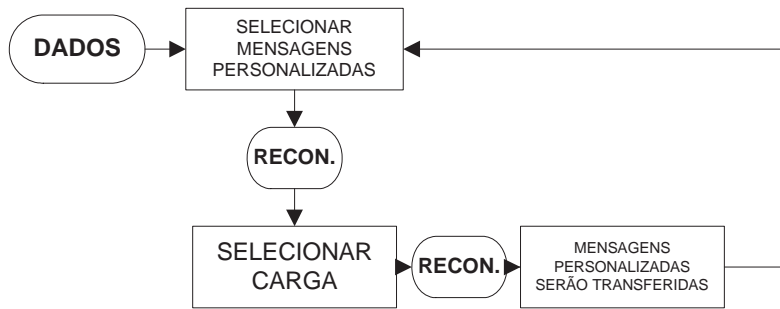 DADOS
SELECIONAR
MENSAGENS
PERSONALIZADAS
RECON.
SELECIONAR
CARGA
RECON.
MENSAGENS
PERSONALIZADAS
SERÃO TRANSFERIDAS